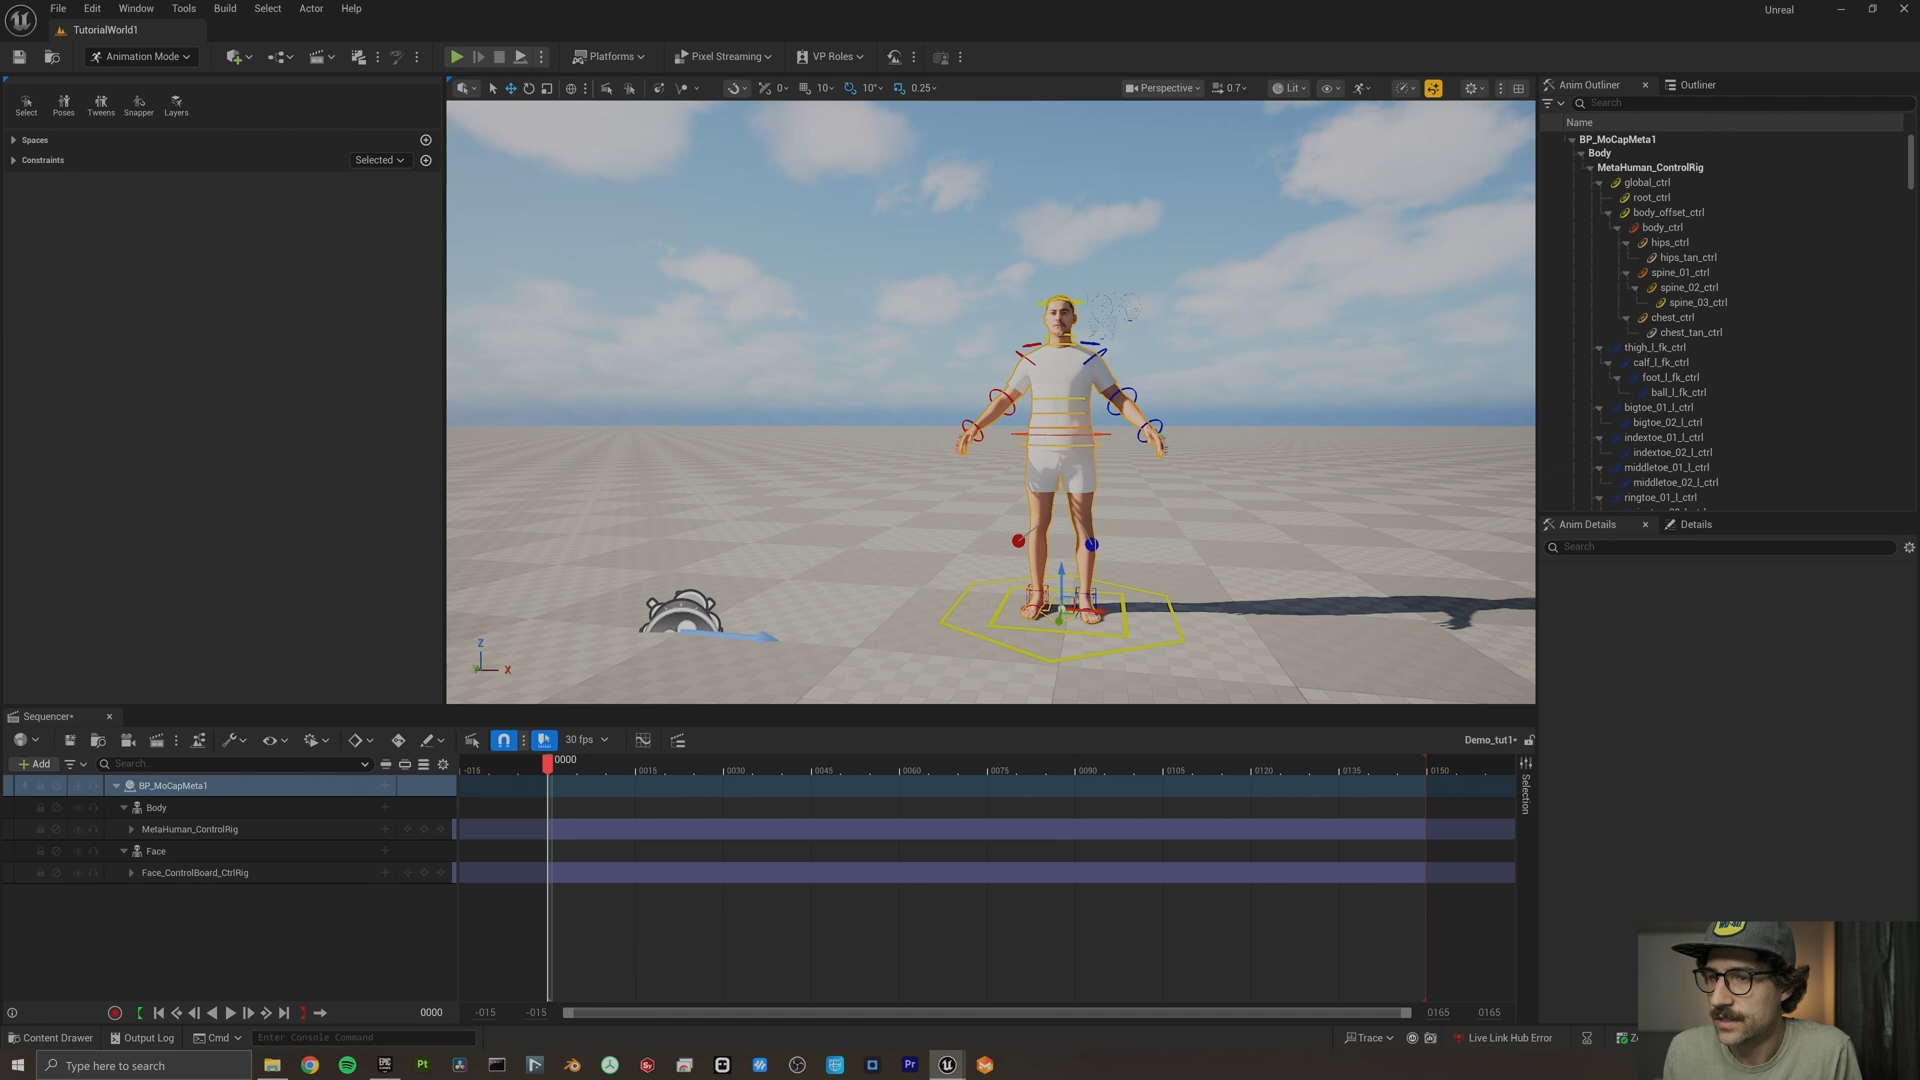 File Edit Window Tools Build Select Actor Help
Unreal
TutorialWorld1
Animation Mode
Platforms
Pixel Streaming
VP Roles
Select Poses Tweens Snapper Layers
Spaces
Constraints
Selected
0
10
10°
0.25
Perspective
0.7
Lit
Z
X
Anim Outliner
Outliner
Search
Name
BP_MoCapMeta1
Body
MetaHuman_ControlRig
global_ctrl
root_ctrl
body_offset_ctrl
body_ctrl
hips_ctrl
hips_tan_ctrl
spine_01_ctrl
spine_02_ctrl
spine_03_ctrl
chest_ctrl
chest_tan_ctrl
thigh_l_fk_ctrl
calf_l_fk_ctrl
foot_l_fk_ctrl
ball_l_fk_ctrl
bigtoe_01_l_ctrl
bigtoe_02_l_ctrl
indextoe_01_l_ctrl
indextoe_02_l_ctrl
middletoe_01_l_ctrl
middletoe_02_l_ctrl
ringtoe_01_l_ctrl
Anim Details
Details
Search
Sequencer*
30 fps
Demo_tut1*
Add
Search...
0000
-015 0015 0030 0045 0060 0075 0090 0105 0120 0135 0150
BP_MoCapMeta1
Body
MetaHuman_ControlRig
Face
Face_ControlBoard_CtrlRig
Selection
0000
-015 -015
0165 0165
Content Drawer
Output Log
Cmd
Enter Console Command
Trace
Live Link Hub Error
Type here to search
EPIC
Pt
Pr